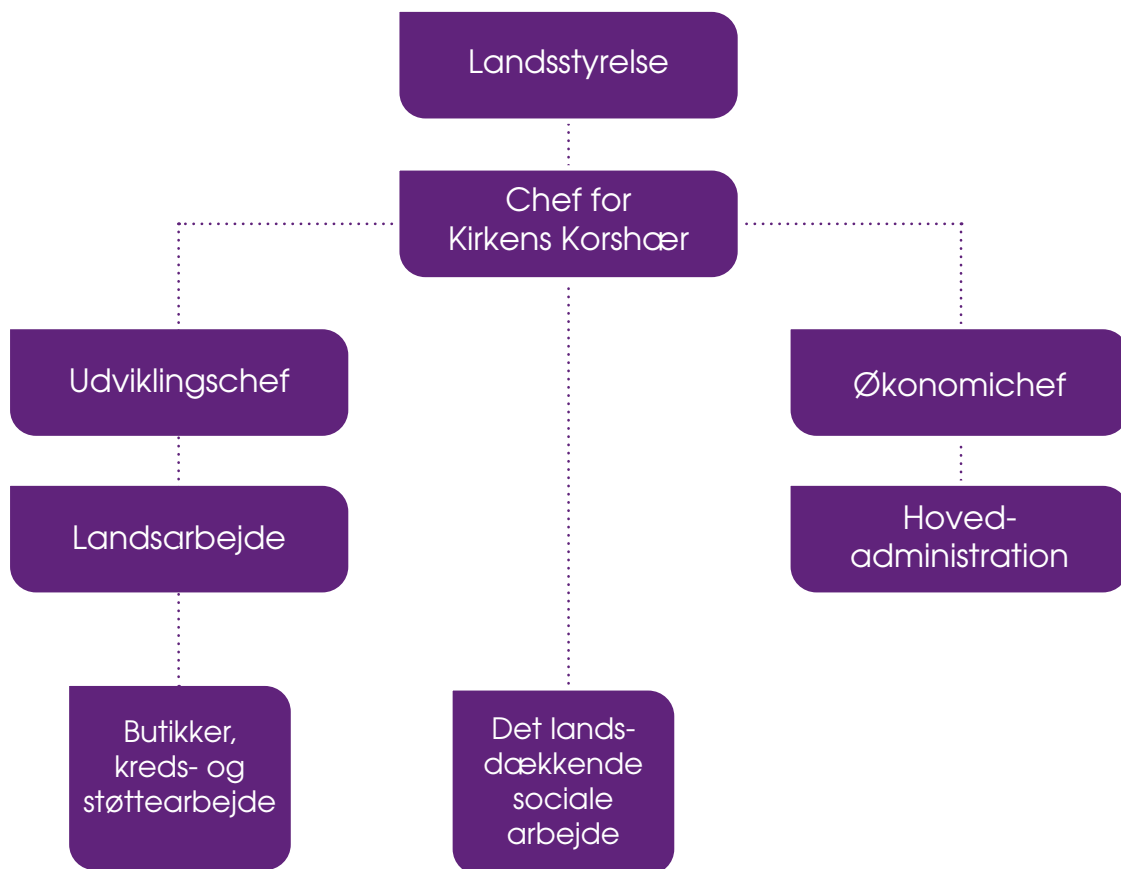 Landsstyrelse
Chef for
Kirkens Korshær
Udviklingschef
Økonomichef
Landsarbejde
Hoved-
administration
Butikker,
kreds- og
støttearbejde
Det lands-
dækkende
sociale
arbejde